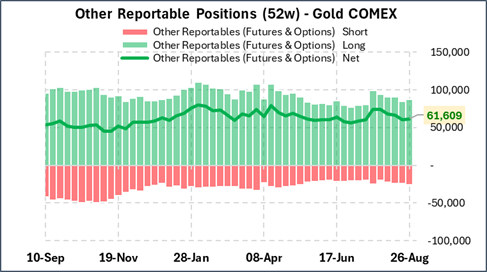 Other Reportable Positions (52w) - Gold COMEX
Other Reportables (Futures & Options) Short
Other Reportables (Futures & Options) Long
Other Reportables (Futures & Options) Net
150,000
100,000
61,609
50,000
-
-50,000
-100,000
10-Sep 19-Nov 28-Jan 08-Apr 17-Jun 26-Aug